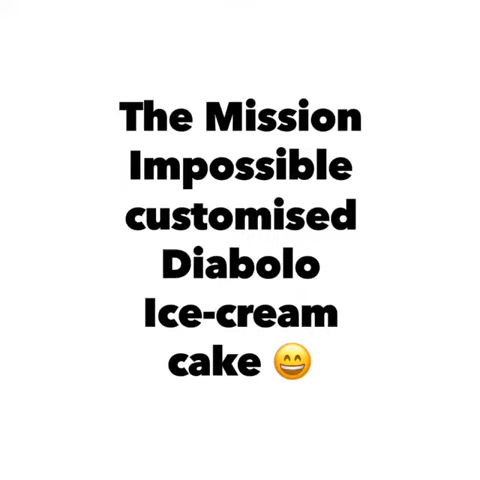 The Mission
Impossible
customised
Diabolo
Ice-cream
cake 😄